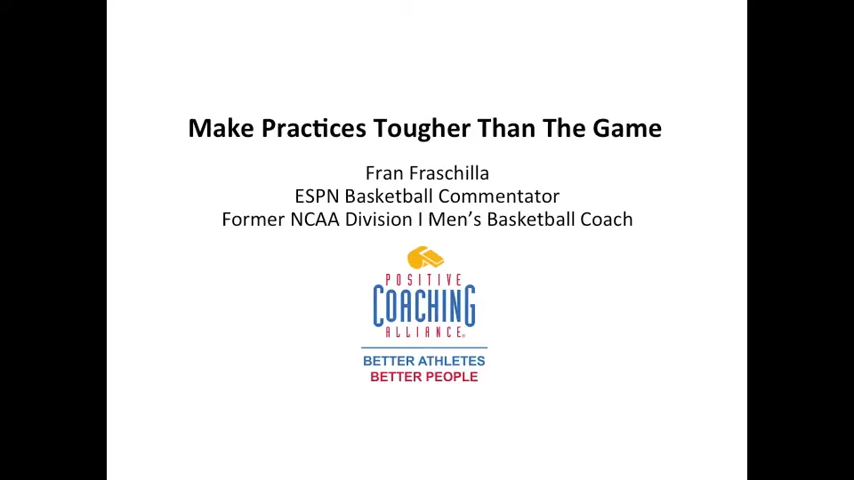 Make Practices Tougher Than The Game
Fran Fraschilla
ESPN Basketball Commentator
Former NCAA Division I Men’s Basketball Coach
POSITIVE
COACHING
ALLIANCE®
BETTER ATHLETES
BETTER PEOPLE